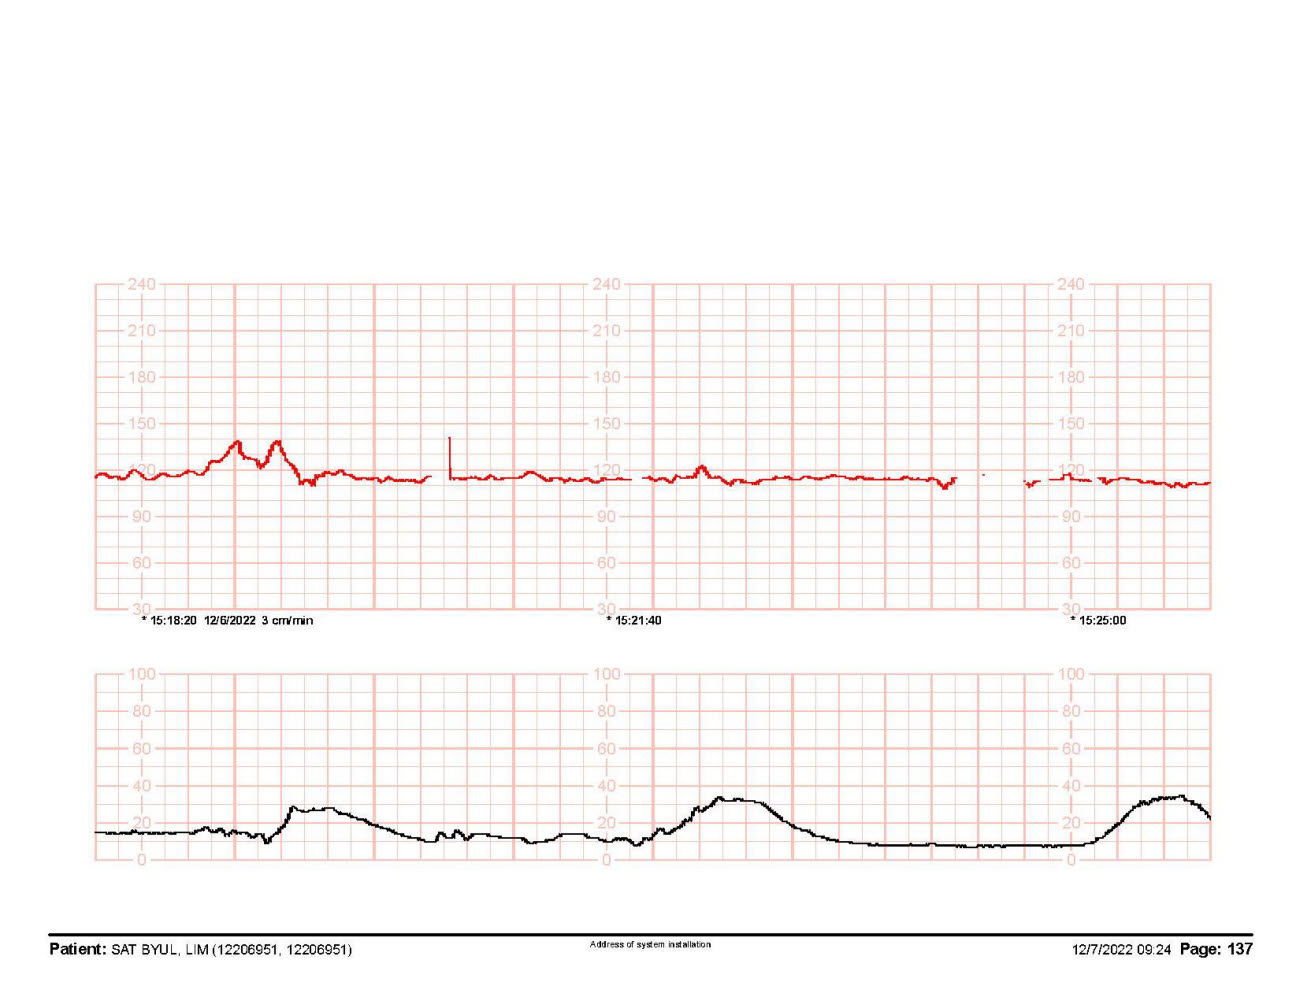 240 240 240
210 210 210
180 180 180
150 150 150
120 120 120
90 90 90
60 60 60
30 30 30
* 15:18:20 12/6/2022 3 cm/min * 15:21:40 * 15:25:00
100 100 100
80 80 80
60 60 60
40 40 40
20 20 20
0 0 0
Patient: SAT BYUL, LIM (12206951, 12206951) Address of system installation 12/7/2022 09:24 Page: 137